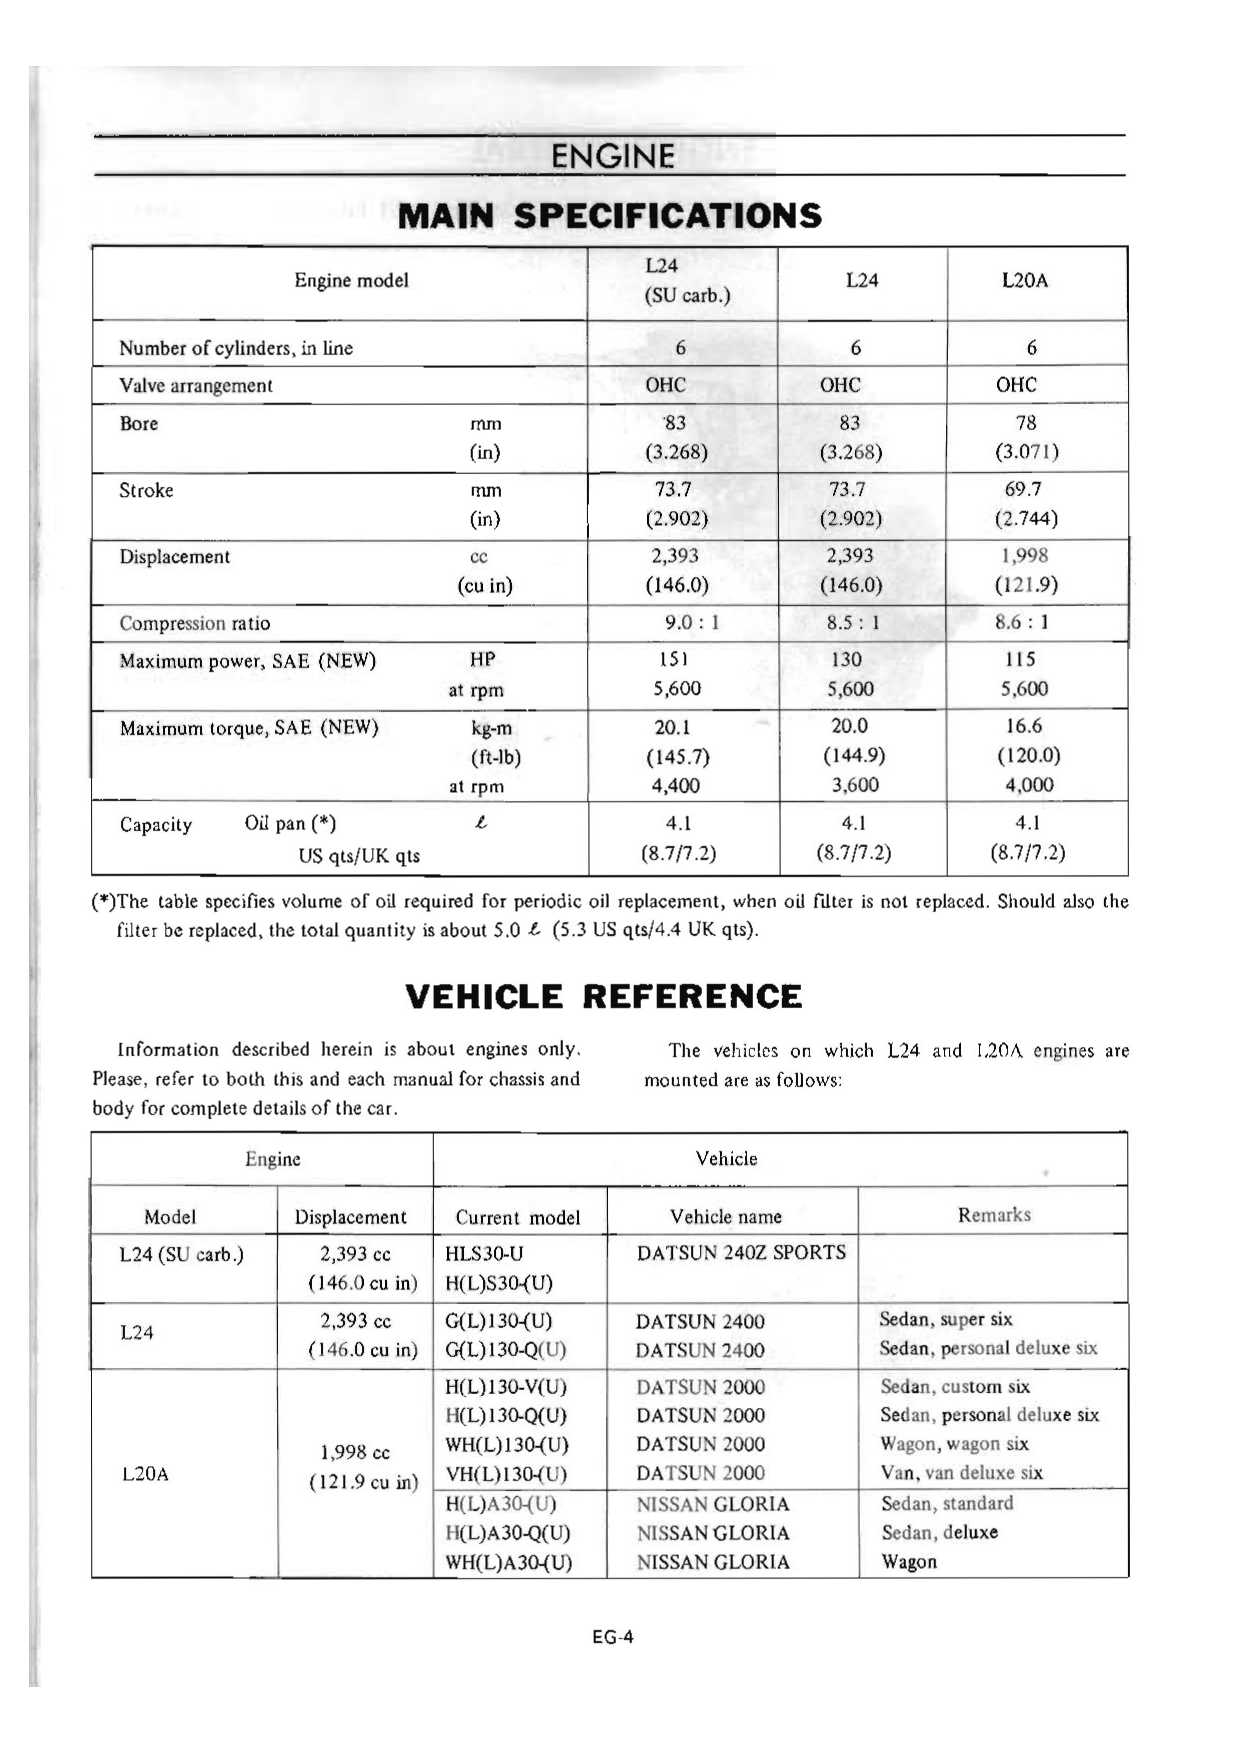 ENGINE
MAIN SPECIFICATIONS
Engine model L24 (SU carb.) L24 L20A
Number of cylinders, in line 6 6 6
Valve arrangement OHC OHC OHC
Bore mm 83 83 78
(in) (3.268) (3.268) (3.071)
Stroke mm 73.7 73.7 69.7
(in) (2.902) (2.902) (2.744)
Displacement cc 2,393 2,393 1,998
(cu in) (146.0) (146.0) (121.9)
Compression ratio 9.0 : 1 8.5 : 1 8.6 : 1
Maximum power, SAE (NEW) HP 151 130 115
at rpm 5,600 5,600 5,600
Maximum torque, SAE (NEW) kg-m 20.1 20.0 16.6
(ft-lb) (145.7) (144.9) (120.0)
at rpm 4,400 3,600 4,000
Capacity Oil pan (*) ℓ 4.1 4.1 4.1
US qts/UK qts (8.7/7.2) (8.7/7.2) (8.7/7.2)
(*)The table specifies volume of oil required for periodic oil replacement, when oil filter is not replaced. Should also the
filter be replaced, the total quantity is about 5.0 ℓ (5.3 US qts/4.4 UK qts).
VEHICLE REFERENCE
Information described herein is about engines only.
Please, refer to both this and each manual for chassis and
body for complete details of the car.
The vehicles on which L24 and L20A engines are
mounted are as follows:
Engine Vehicle
Model Displacement Current model Vehicle name Remarks
L24 (SU carb.) 2,393 cc HLS30-U DATSUN 240Z SPORTS
(146.0 cu in) H(L)S30-(U)
L24 2,393 cc G(L)130-(U) DATSUN 2400 Sedan, super six
(146.0 cu in) G(L)130-Q(U) DATSUN 2400 Sedan, personal deluxe six
L20A 1,998 cc (121.9 cu in) H(L)130-V(U) DATSUN 2000 Sedan, custom six
H(L)130-Q(U) DATSUN 2000 Sedan, personal deluxe six
WH(L)130-(U) DATSUN 2000 Wagon, wagon six
VH(L)130-(U) DATSUN 2000 Van, van deluxe six
H(L)A30-(U) NISSAN GLORIA Sedan, standard
H(L)A30-Q(U) NISSAN GLORIA Sedan, deluxe
WH(L)A30-(U) NISSAN GLORIA Wagon
EG-4